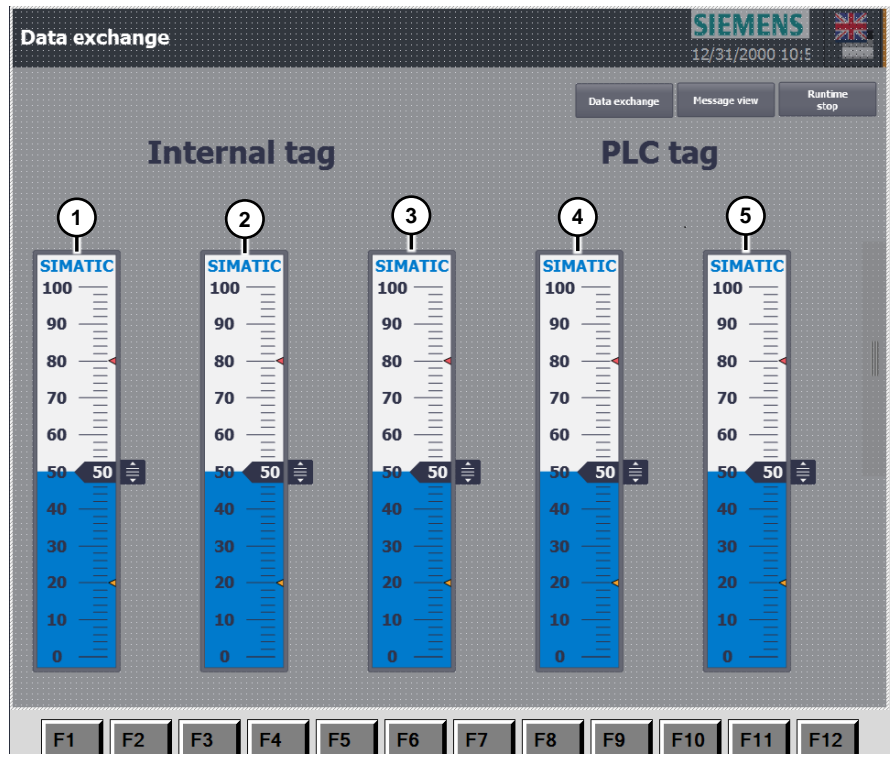 Data exchange
SIEMENS
12/31/2000 10:5
Data exchange
Message view
Runtime
stop
Internal tag
PLC tag
1
2
3
4
5
SIMATIC SIMATIC SIMATIC SIMATIC SIMATIC
100 100 100 100 100
90 90 90 90 90
80 80 80 80 80
70 70 70 70 70
60 60 60 60 60
50 50 50 50 50 50 50 50 50 50
40 40 40 40 40
30 30 30 30 30
20 20 20 20 20
10 10 10 10 10
0 0 0 0 0
F1 F2 F3 F4 F5 F6 F7 F8 F9 F10 F11 F12